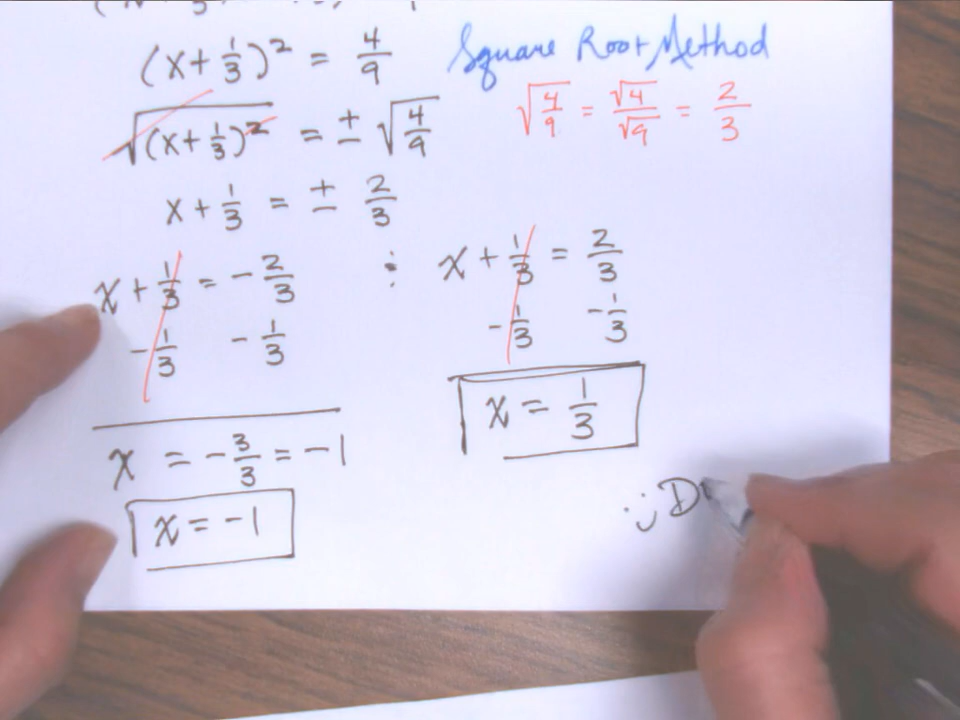 (x + 1/3)² = 4/9 Square Root Method
√(x + 1/3)² = ± √4/9 √4/9 = √4/√9 = 2/3
x + 1/3 = ± 2/3
x + 1/3 = - 2/3 ; x + 1/3 = 2/3
- 1/3 - 1/3 - 1/3 - 1/3
x = 1/3
x = - 3/3 = -1
x = -1